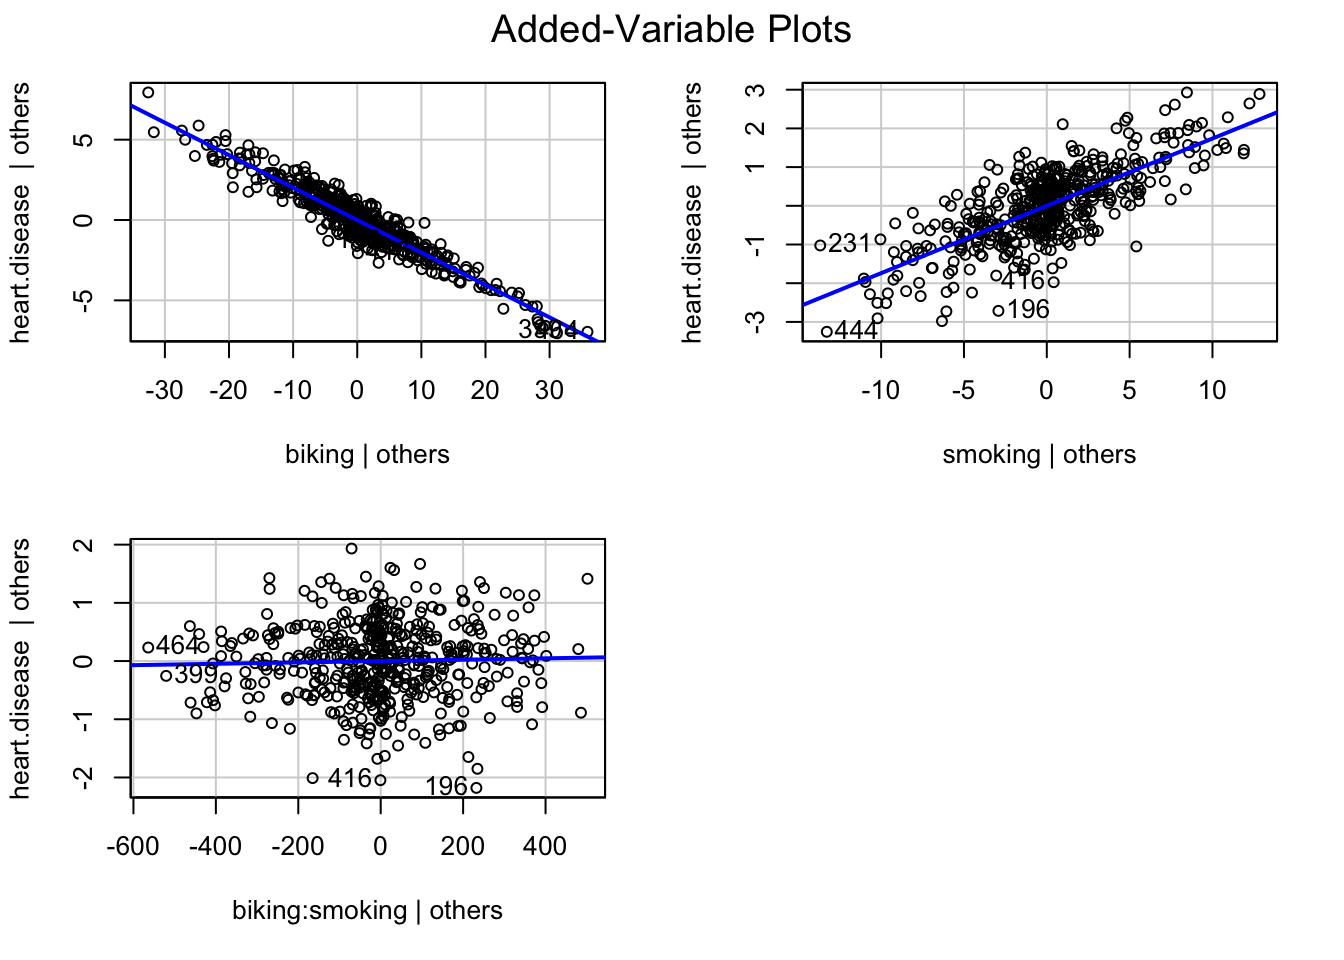 Added-Variable Plots
heart.disease | others
5
0
-5
-30 -20 -10 0 10 20 30
biking | others
heart.disease | others
3
2
1
-1
-3
231
416
196
444
-10 -5 0 5 10
smoking | others
heart.disease | others
2
1
0
-1
-2
464
399
416
196
-600 -400 -200 0 200 400
biking:smoking | others